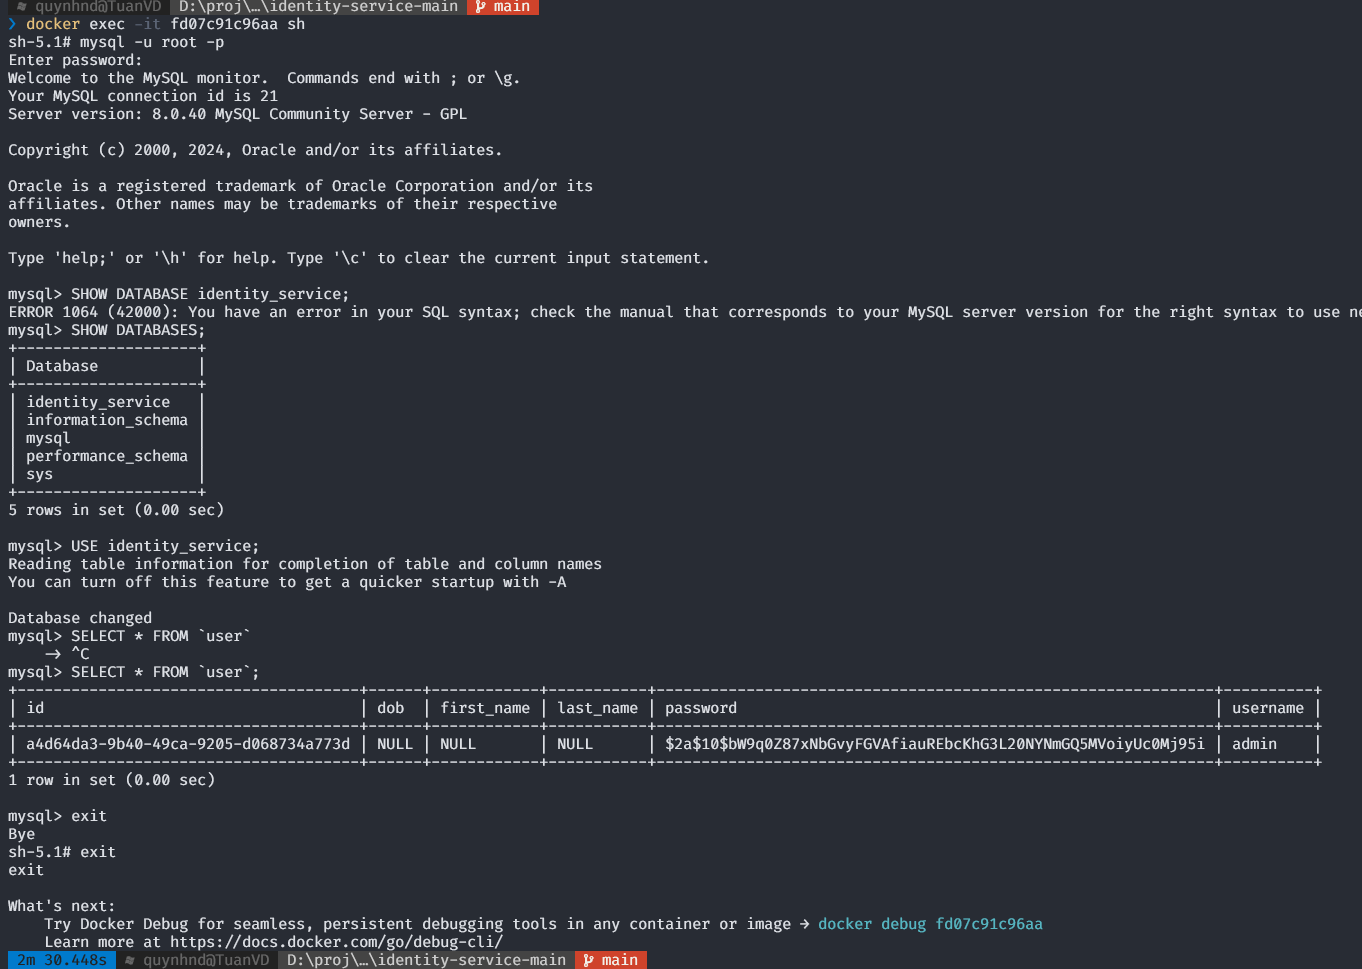 quynhnd@TuanVD D:\proj\…\identity-service-main main
❯ docker exec -it fd07c91c96aa sh
sh-5.1# mysql -u root -p
Enter password:
Welcome to the MySQL monitor.  Commands end with ; or \g.
Your MySQL connection id is 21
Server version: 8.0.40 MySQL Community Server - GPL
Copyright (c) 2000, 2024, Oracle and/or its affiliates.
Oracle is a registered trademark of Oracle Corporation and/or its
affiliates. Other names may be trademarks of their respective
owners.
Type 'help;' or '\h' for help. Type '\c' to clear the current input statement.
mysql> SHOW DATABASE identity_service;
ERROR 1064 (42000): You have an error in your SQL syntax; check the manual that corresponds to your MySQL server version for the right syntax to use
mysql> SHOW DATABASES;
+--------------------+
| Database           |
+--------------------+
| identity_service   |
| information_schema |
| mysql              |
| performance_schema |
| sys                |
+--------------------+
5 rows in set (0.00 sec)
mysql> USE identity_service;
Reading table information for completion of table and column names
You can turn off this feature to get a quicker startup with -A
Database changed
mysql> SELECT * FROM `user`
    -> ^C
mysql> SELECT * FROM `user`;
+--------------------------------------+------+------------+-----------+--------------------------------------------------------------+----------+
| id                                   | dob  | first_name | last_name | password                                                     | username |
+--------------------------------------+------+------------+-----------+--------------------------------------------------------------+----------+
| a4d64da3-9b40-49ca-9205-d068734a773d | NULL | NULL       | NULL      | $2a$10$bW9q0Z87xNbGvyFGVAfiauREbcKhG3L20NYNmGQ5MVoiyUc0Mj95i | admin    |
+--------------------------------------+------+------------+-----------+--------------------------------------------------------------+----------+
1 row in set (0.00 sec)
mysql> exit
Bye
sh-5.1# exit
exit
What's next:
    Try Docker Debug for seamless, persistent debugging tools in any container or image → docker debug fd07c91c96aa
    Learn more at https://docs.docker.com/go/debug-cli/
2m 30.448s quynhnd@TuanVD D:\proj\…\identity-service-main main